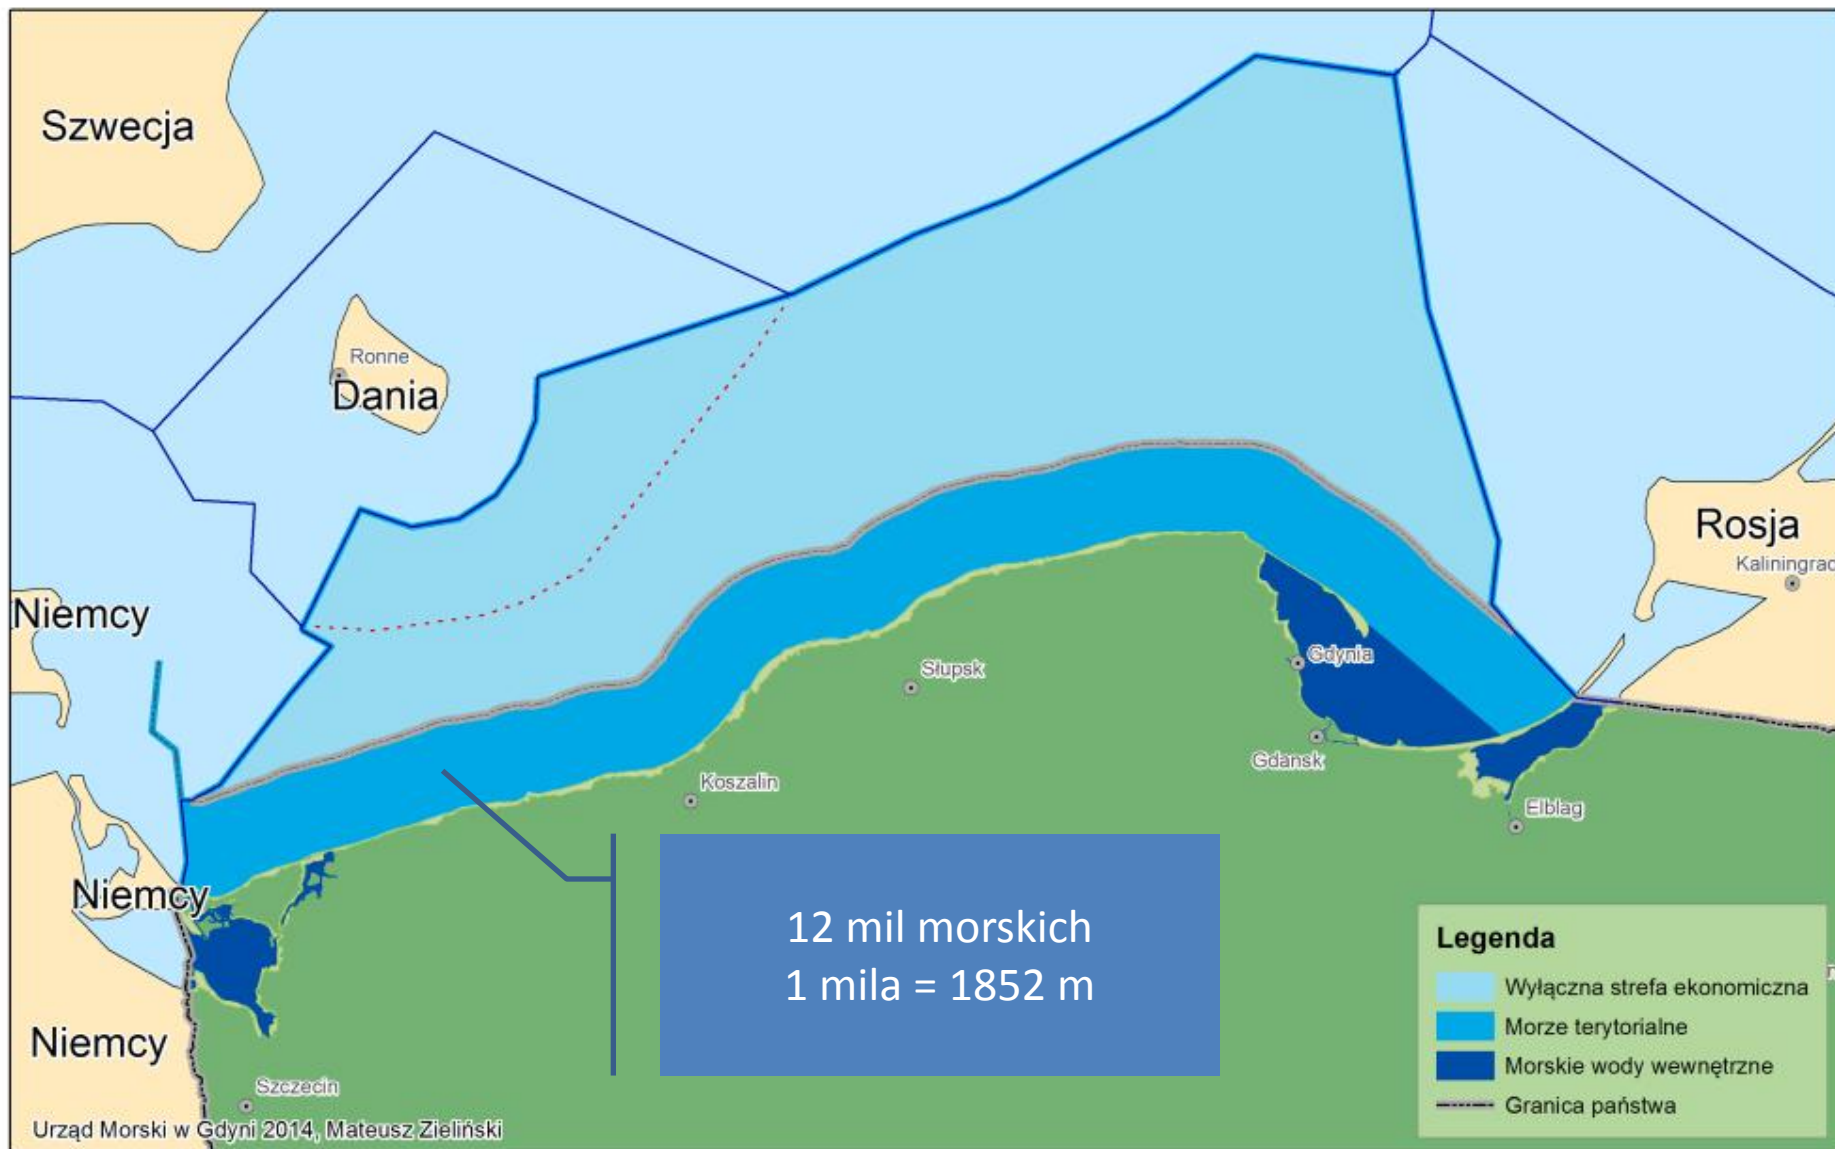 Szwecja
Ronne
Dania
Rosja
Kaliningrad
Niemcy
Słupsk
Gdynia
Gdansk
Koszalin
Elblag
Niemcy
12 mil morskich
1 mila = 1852 m
Legenda
Wyłączna strefa ekonomiczna
Morze terytorialne
Morskie wody wewnętrzne
Granica państwa
Niemcy
Szczecin
Urząd Morski w Gdyni 2014, Mateusz Zieliński